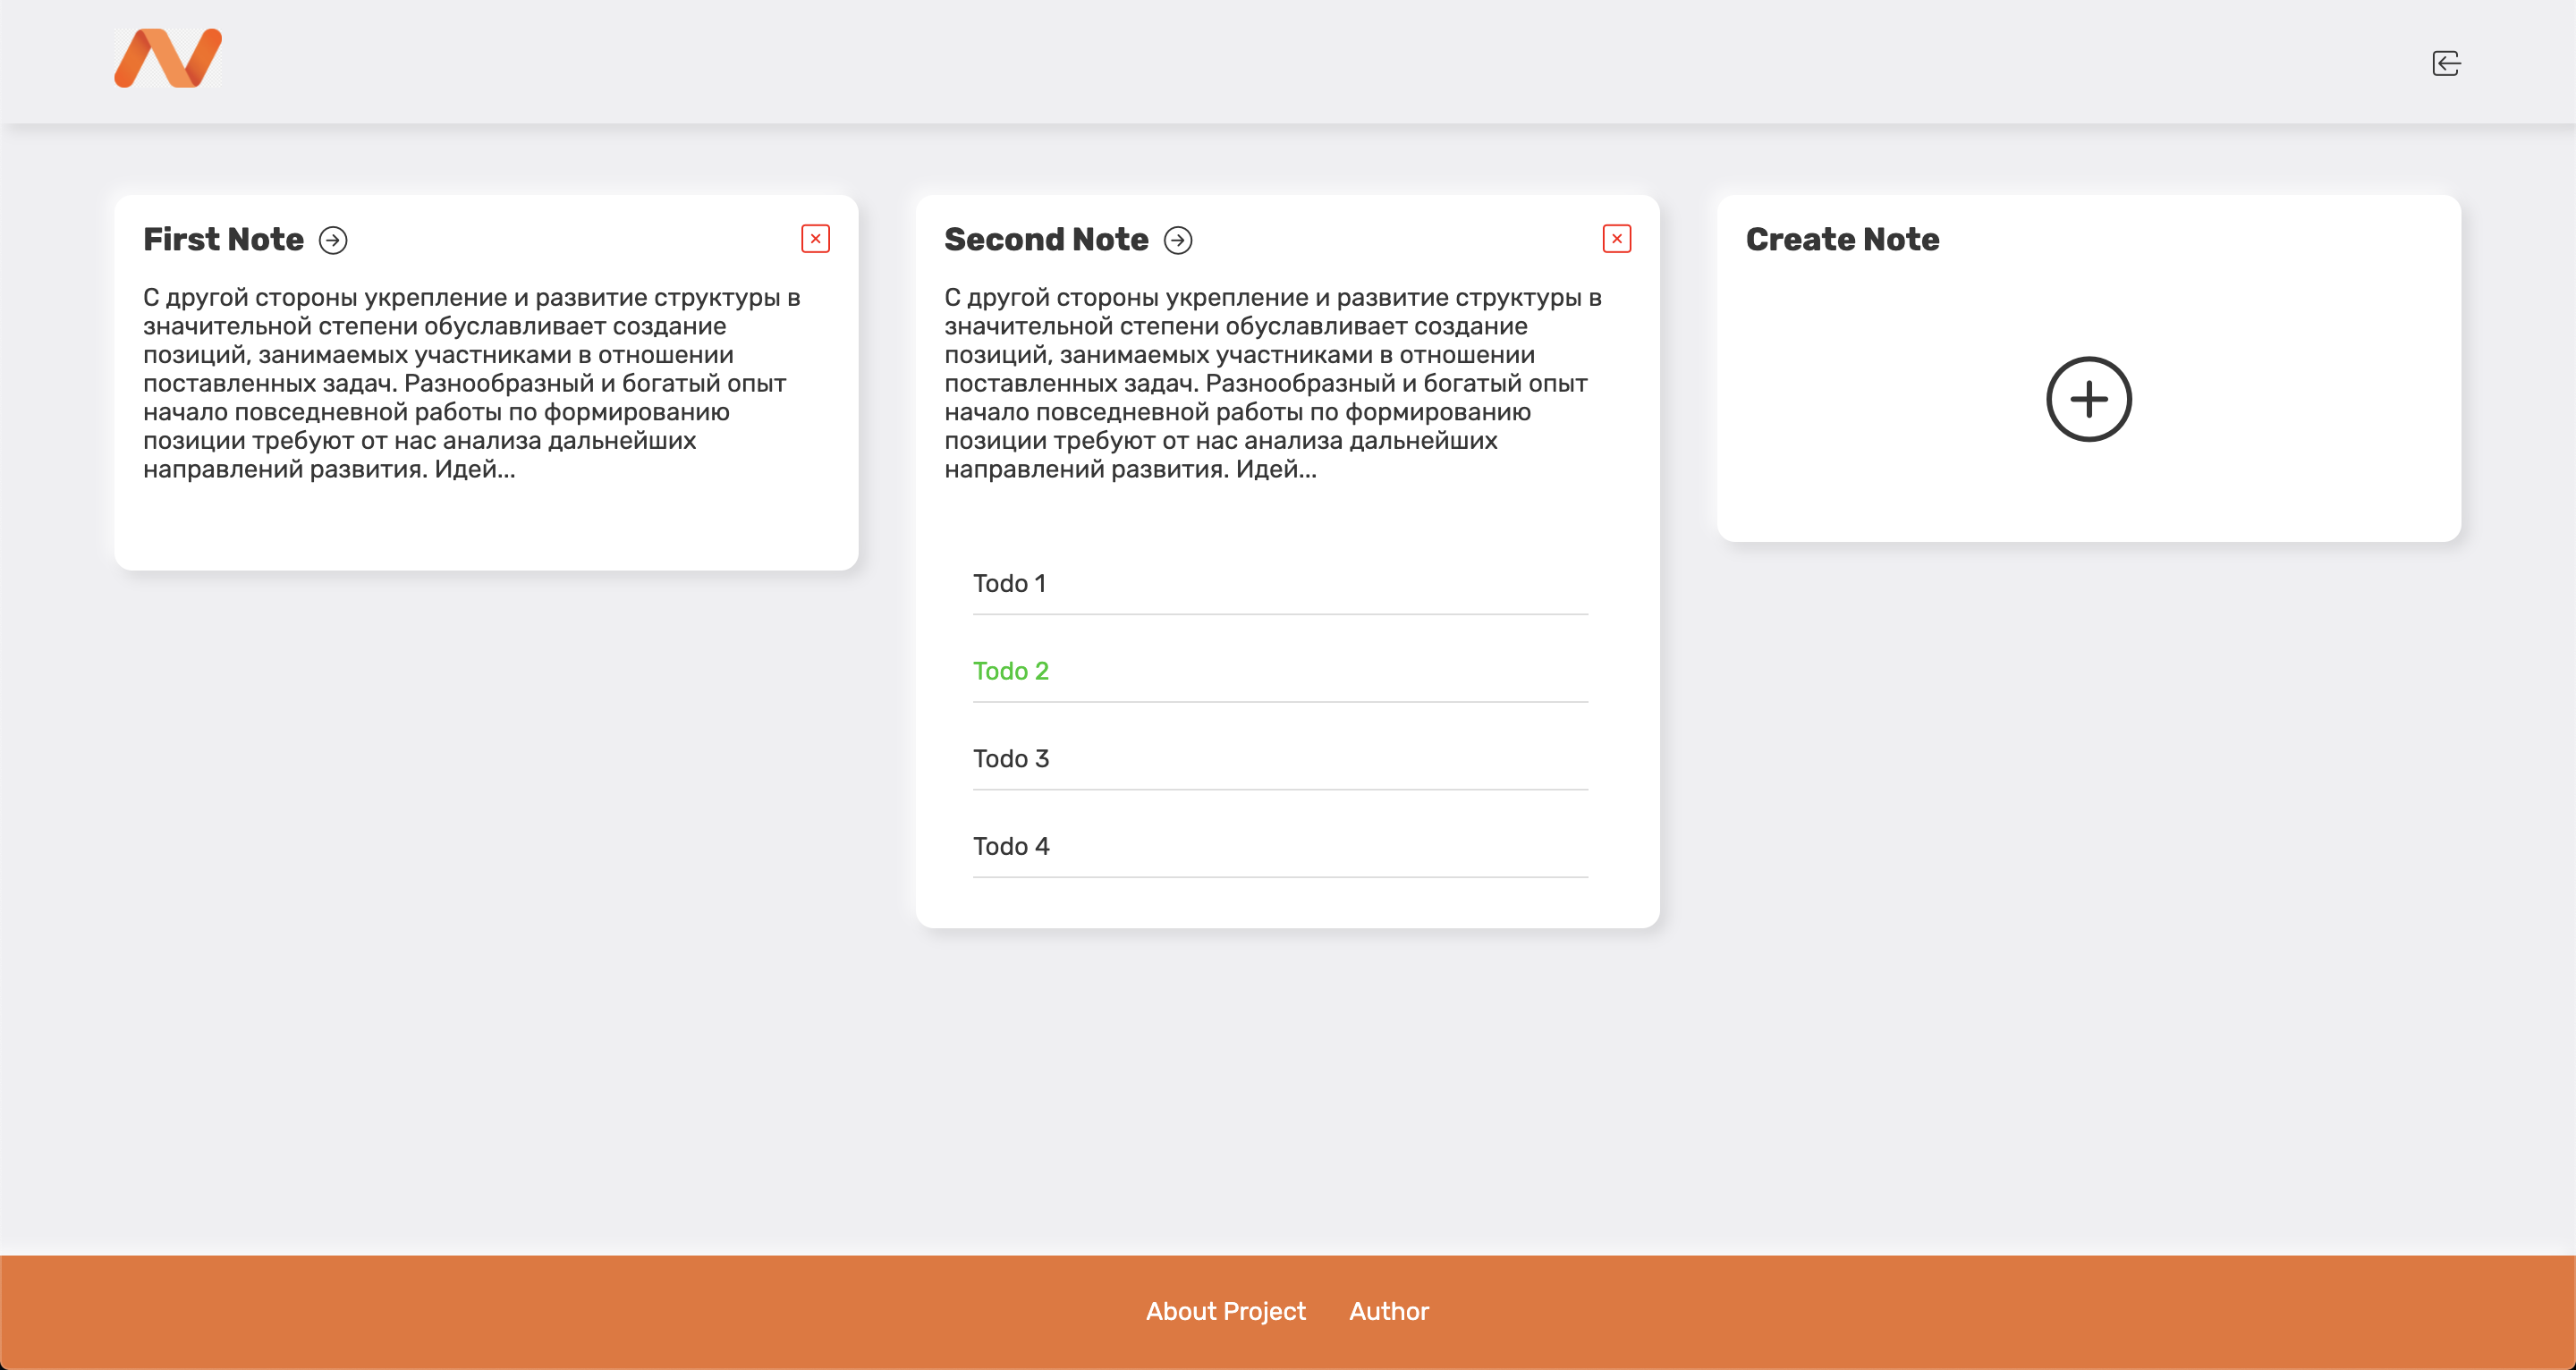 First Note
С другой стороны укрепление и развитие структуры в
значительной степени обуславливает создание
позиций, занимаемых участниками в отношении
поставленных задач. Разнообразный и богатый опыт
начало повседневной работы по формированию
позиции требуют от нас анализа дальнейших
направлений развития. Идей...
Second Note
С другой стороны укрепление и развитие структуры в
значительной степени обуславливает создание
позиций, занимаемых участниками в отношении
поставленных задач. Разнообразный и богатый опыт
начало повседневной работы по формированию
позиции требуют от нас анализа дальнейших
направлений развития. Идей...
Todo 1
Todo 2
Todo 3
Todo 4
Create Note
About Project
Author